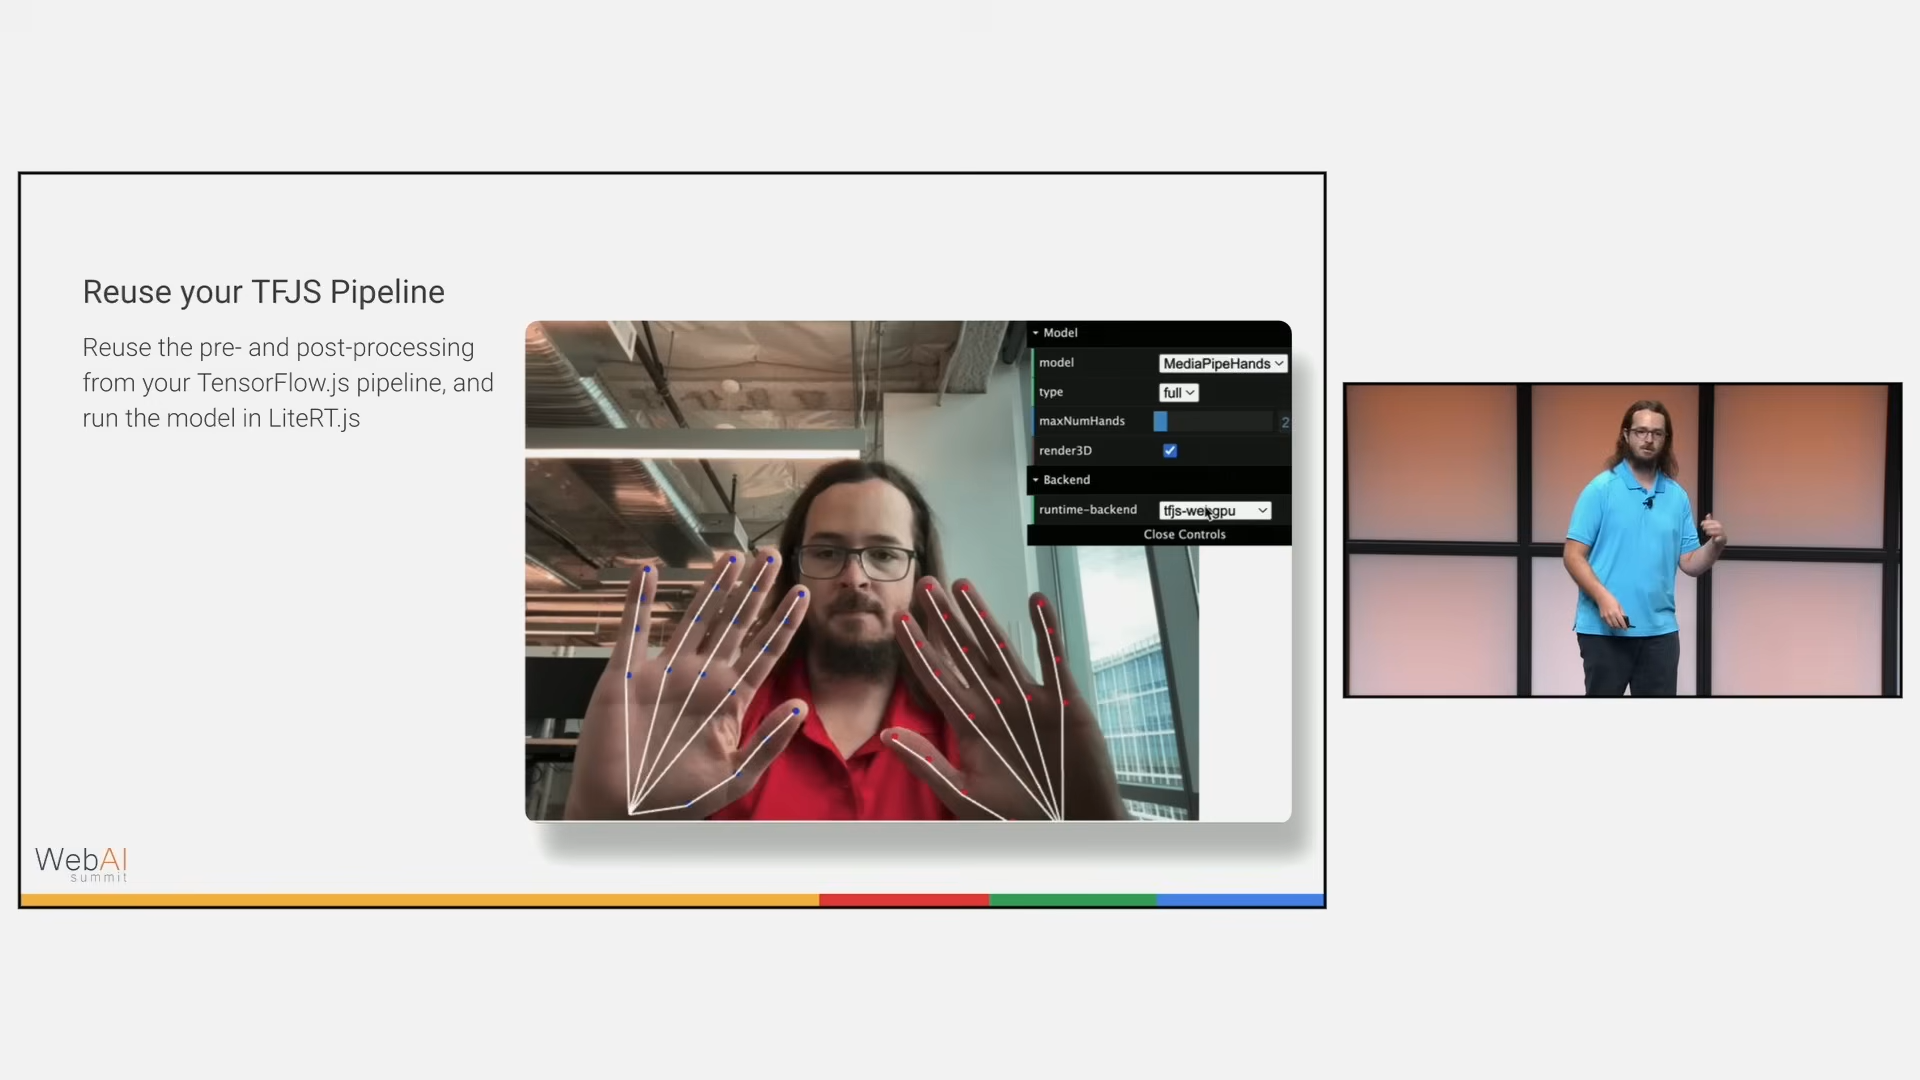 Reuse your TFJS Pipeline
Reuse the pre- and post-processing
from your TensorFlow.js pipeline, and
run the model in LiteRT.js
Model
model MediaPipeHands
type full
maxNumHands 2
render3D
Backend
runtime-backend tfjs-webgpu
Close Controls
WebAI
summit